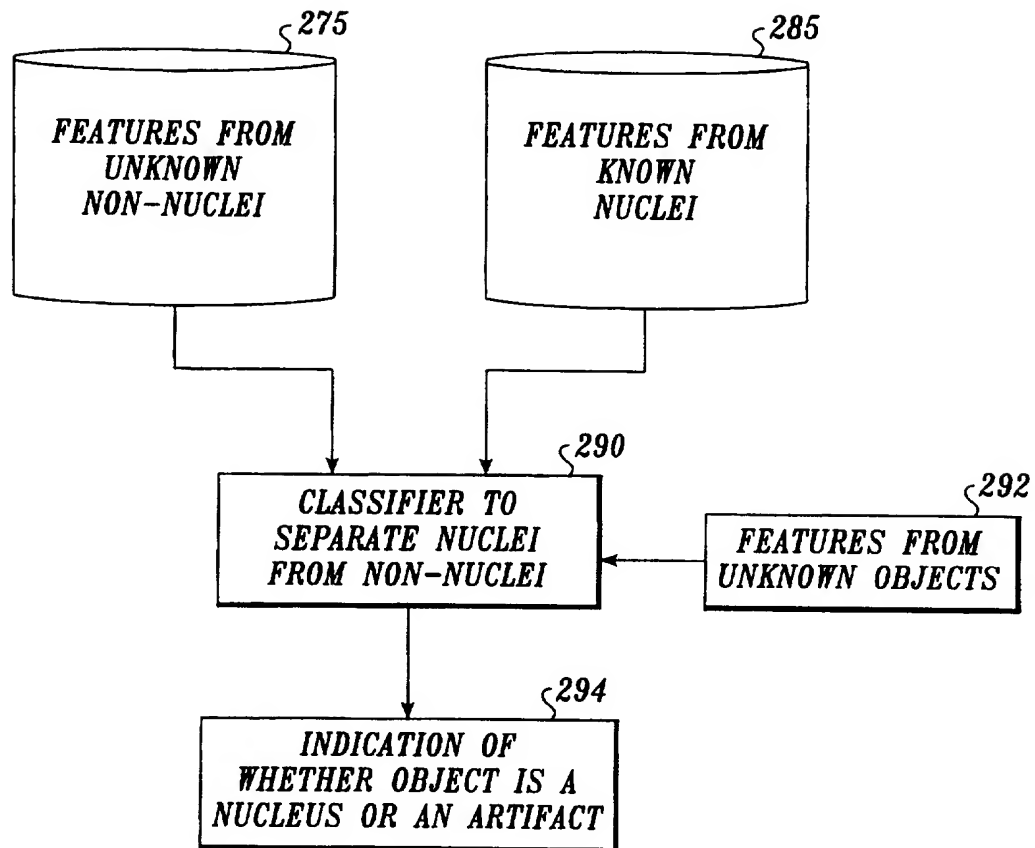 275
FEATURES FROM
UNKNOWN
NON-NUCLEI
285
FEATURES FROM
KNOWN
NUCLEI
290
CLASSIFIER TO
SEPARATE NUCLEI
FROM NON-NUCLEI
292
FEATURES FROM
UNKNOWN OBJECTS
294
INDICATION OF
WHETHER OBJECT IS A
NUCLEUS OR AN ARTIFACT